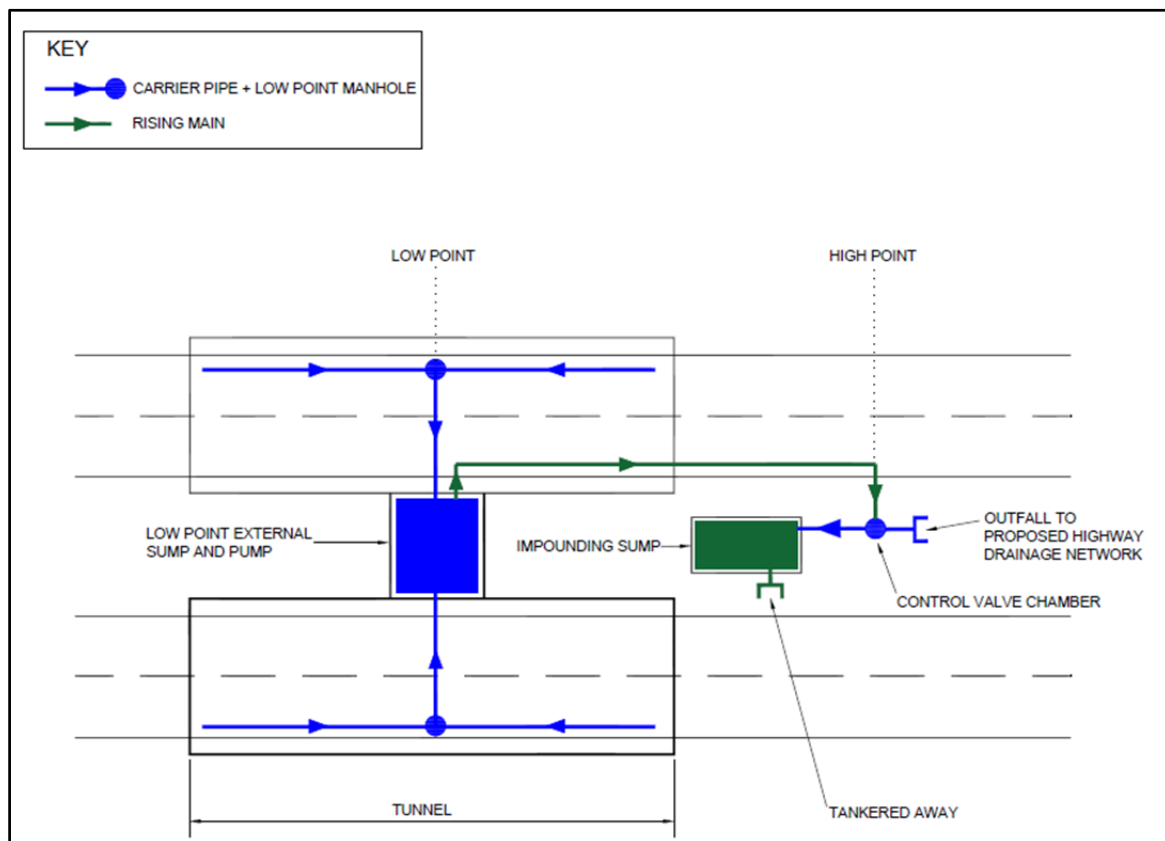 KEY
CARRIER PIPE + LOW POINT MANHOLE
RISING MAIN
LOW POINT
HIGH POINT
LOW POINT EXTERNAL
SUMP AND PUMP
IMPOUNDING SUMP
OUTFALL TO
PROPOSED HIGHWAY
DRAINAGE NETWORK
CONTROL VALVE CHAMBER
TUNNEL
TANKERED AWAY